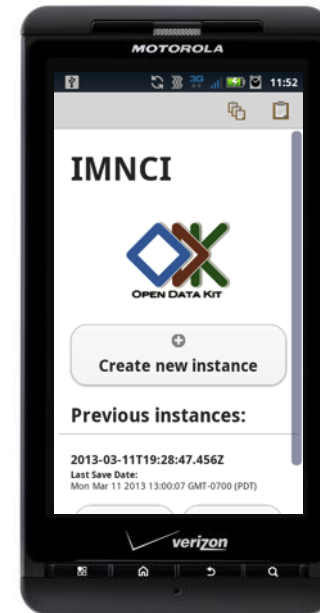 MOTOROLA
3G
11:52
IMNCI
OPEN DATA KIT
Create new instance
Previous instances:
2013-03-11T19:28:47.456Z
Last Save Date:
Mon Mar 11 2013 13:00:07 GMT-0700 (PDT)
verizon